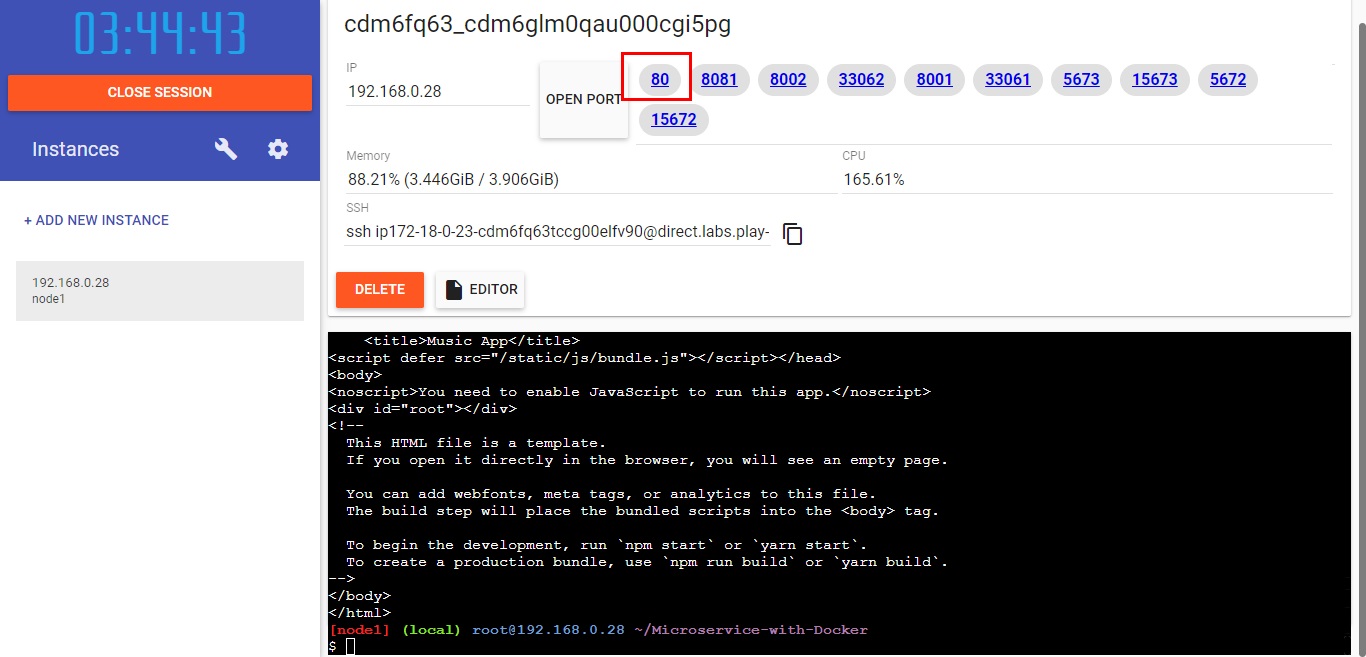 03:44:43
CLOSE SESSION
Instances
+ ADD NEW INSTANCE
192.168.0.28
node1
cdm6fq63_cdm6glm0qau000cgi5pg
IP
192.168.0.28
OPEN PORT
80 8081 8002 33062 8001 33061 5673 15673 5672
15672
Memory
88.21% (3.446GiB / 3.906GiB)
CPU
165.61%
SSH
ssh ip172-18-0-23-cdm6fq63tccg00elfv90@direct.labs.play-
DELETE
EDITOR
<title>Music App</title>
<script defer src="/static/js/bundle.js"></script></head>
<body>
<noscript>You need to enable JavaScript to run this app.</noscript>
<div id="root"></div>
<!--
This HTML file is a template.
If you open it directly in the browser, you will see an empty page.
You can add webfonts, meta tags, or analytics to this file.
The build step will place the bundled scripts into the <body> tag.
To begin the development, run `npm start` or `yarn start`.
To create a production bundle, use `npm run build` or `yarn build`.
-->
</body>
</html>
[node1] (local) root@192.168.0.28 ~/Microservice-with-Docker
$